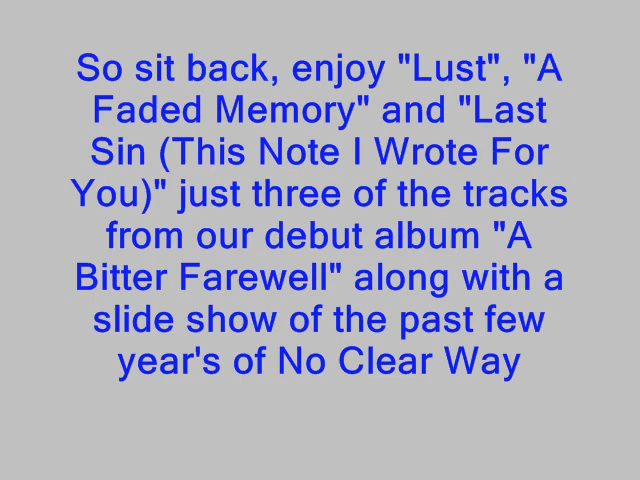 So sit back, enjoy "Lust", "A
Faded Memory" and "Last
Sin (This Note I Wrote For
You)" just three of the tracks
from our debut album "A
Bitter Farewell" along with a
slide show of the past few
year's of No Clear Way